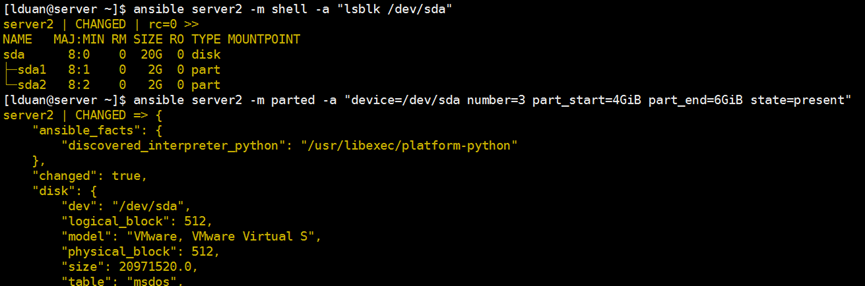 [lduan@server ~]$ ansible server2 -m shell -a "lsblk /dev/sda"
server2 | CHANGED | rc=0 >>
NAME   MAJ:MIN RM SIZE RO TYPE MOUNTPOINT
sda      8:0    0  20G  0 disk
├─sda1   8:1    0   2G  0 part
└─sda2   8:2    0   2G  0 part
[lduan@server ~]$ ansible server2 -m parted -a "device=/dev/sda number=3 part_start=4GiB part_end=6GiB state=present"
server2 | CHANGED => {
    "ansible_facts": {
        "discovered_interpreter_python": "/usr/libexec/platform-python"
    },
    "changed": true,
    "disk": {
        "dev": "/dev/sda",
        "logical_block": 512,
        "model": "VMware, VMware Virtual S",
        "physical_block": 512,
        "size": 20971520.0,
        "table": "msdos",